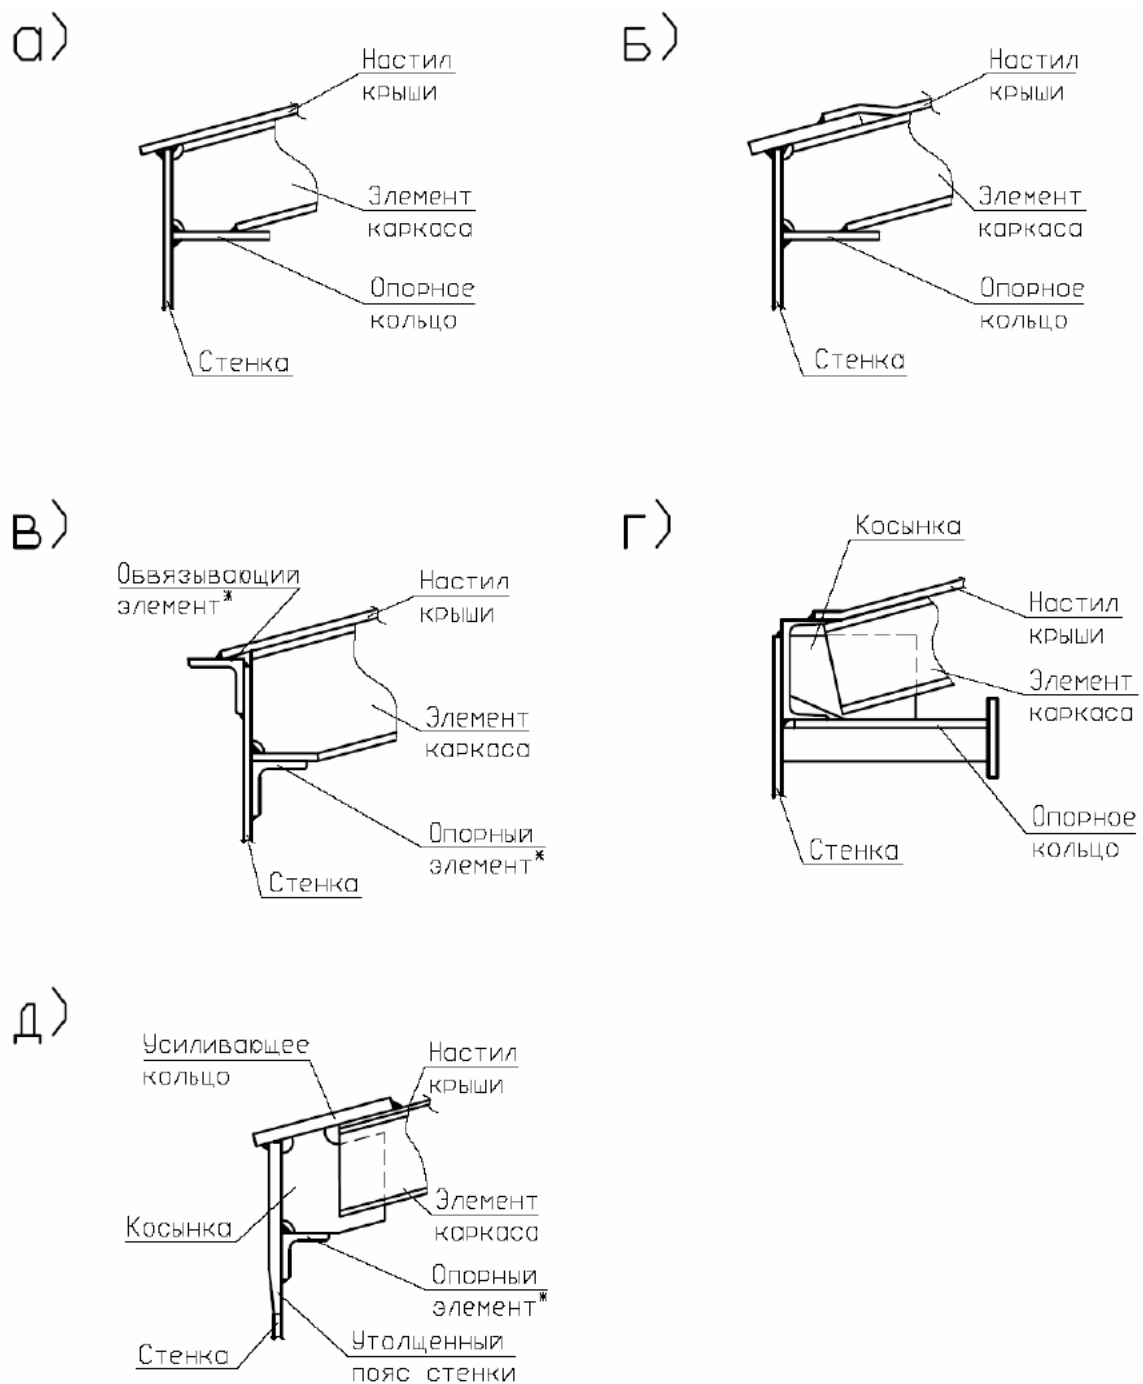 а)
Настил
крыши
Элемент
каркаса
Опорное
кольцо
Стенка
Б)
Настил
крыши
Элемент
каркаса
Опорное
кольцо
Стенка
В)
Обвязывающий
элемент*
Настил
крыши
Элемент
каркаса
Опорный
элемент*
Стенка
Г)
Косынка
Настил
крыши
Элемент
каркаса
Опорное
кольцо
Стенка
Д)
Усиливающее
кольцо
Настил
крыши
Косынка
Элемент
каркаса
Опорный
элемент*
Стенка
Утолщенный
пояс стенки